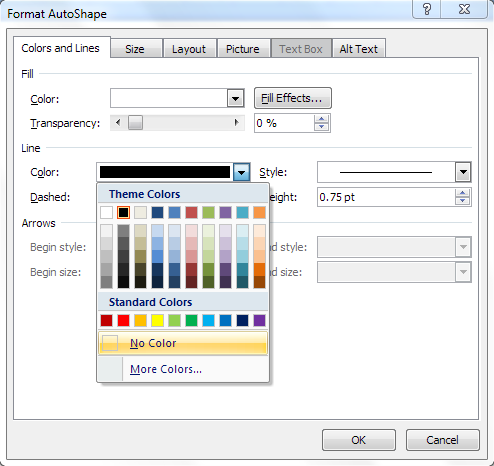 Format AutoShape
?
Colors and Lines Size Layout Picture Text Box Alt Text
Fill
Color: Fill Effects...
Transparency: 0 %
Line
Color: Style:
Dashed: eight: 0.75 pt
Theme Colors
Arrows
Begin style: nd style:
Begin size: nd size:
Standard Colors
No Color
More Colors...
OK Cancel